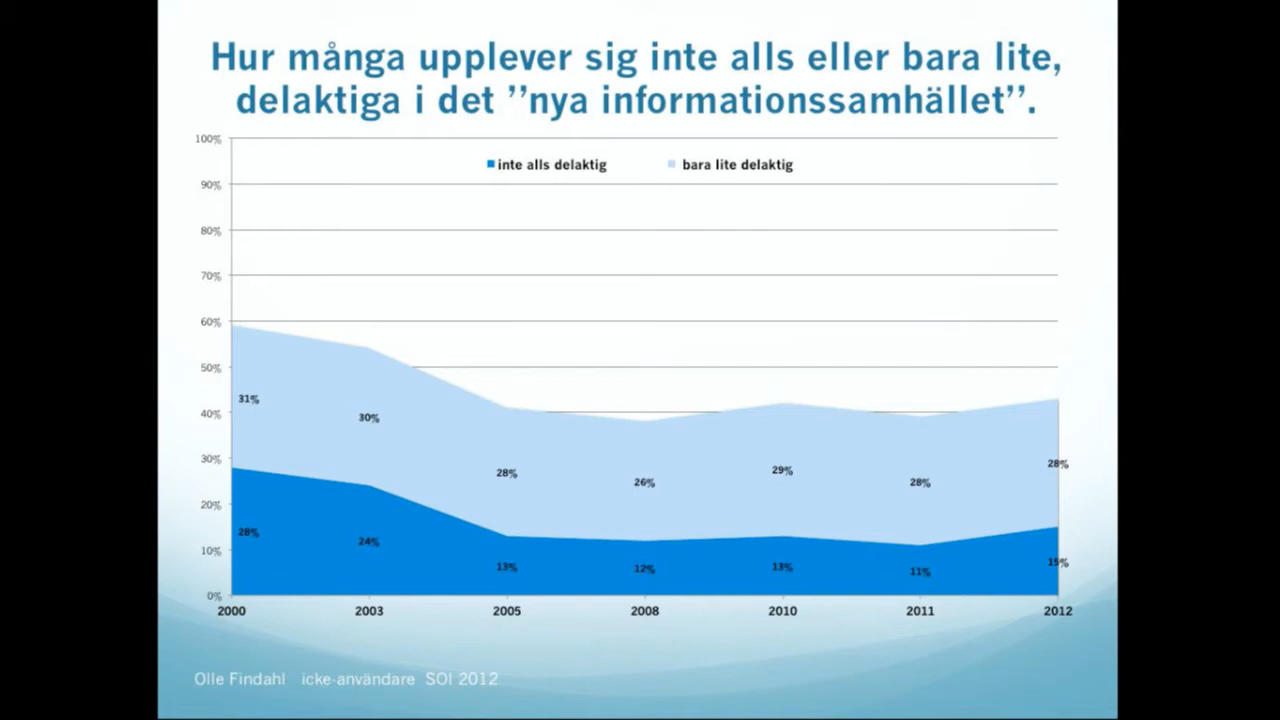 Hur många upplever sig inte alls eller bara lite,
delaktiga i det ”nya informationssamhället”.
100%
inte alls delaktig bara lite delaktig
90%
80%
70%
60%
50%
31%
40%
30%
30%
28% 26% 29% 28% 28%
20%
28% 24%
10%
13% 12% 13% 11% 15%
0%
2000 2003 2005 2008 2010 2011 2012
Olle Findahl icke-användare SOI 2012